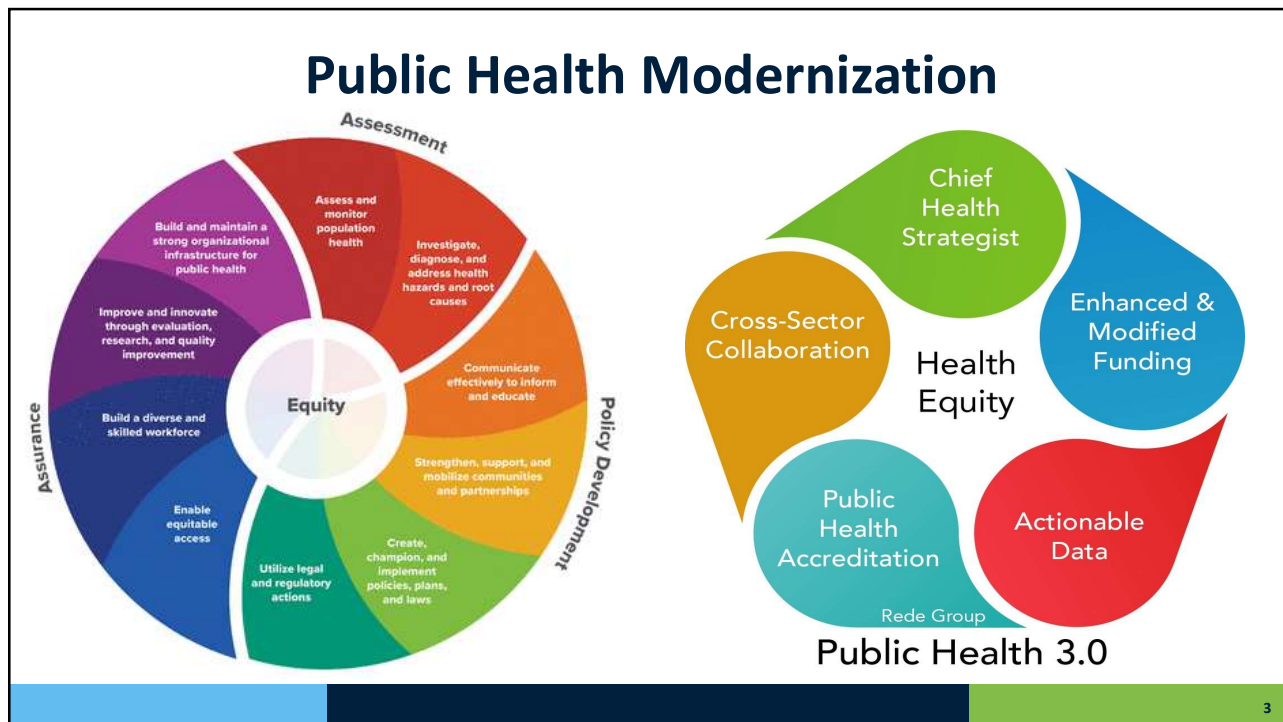 Public Health Modernization
Assessment
Assess and
monitor
population
health
Investigate,
diagnose, and
address health
hazards and root
causes
Communicate
effectively to inform
and educate
Strengthen, support, and
mobilize communities
and partnerships
Create,
champion, and
implement
policies, plans,
and laws
Utilize legal
and regulatory
actions
Enable
equitable
access
Build a diverse and
skilled workforce
Improve and innovate
through evaluation,
research, and quality
improvement
Build and maintain a
strong organizational
infrastructure for
public health
Equity
Policy Development
Assurance
Chief
Health
Strategist
Enhanced &
Modified
Funding
Actionable
Data
Public
Health
Accreditation
Cross-Sector
Collaboration
Health
Equity
Rede Group
Public Health 3.0
3